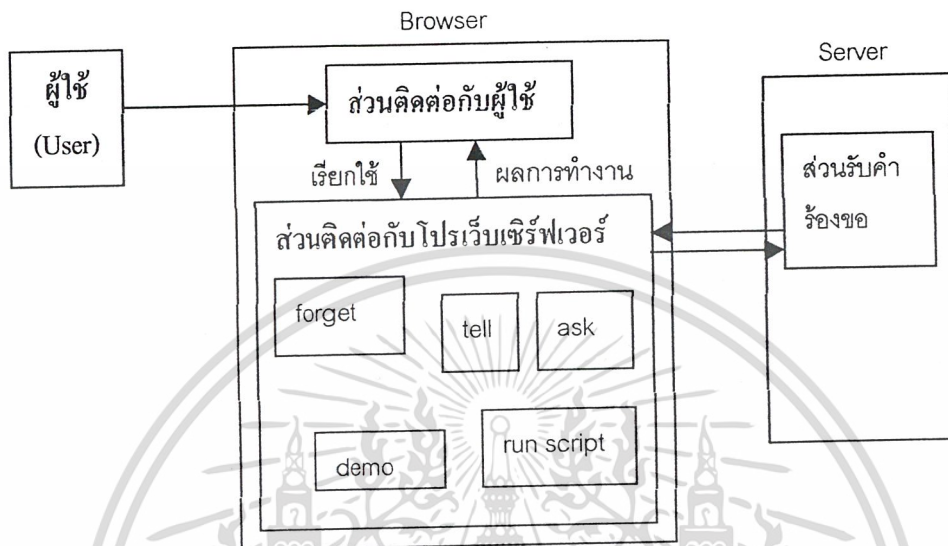 Browser
Server
ผู้ใช้
(User)
ส่วนติดต่อกับผู้ใช้
เรียกใช้
ผลการทำงาน
ส่วนรับคำ
ร้องขอ
ส่วนติดต่อกับโปรเว็บเซิร์ฟเวอร์
forget
tell
ask
demo
run script